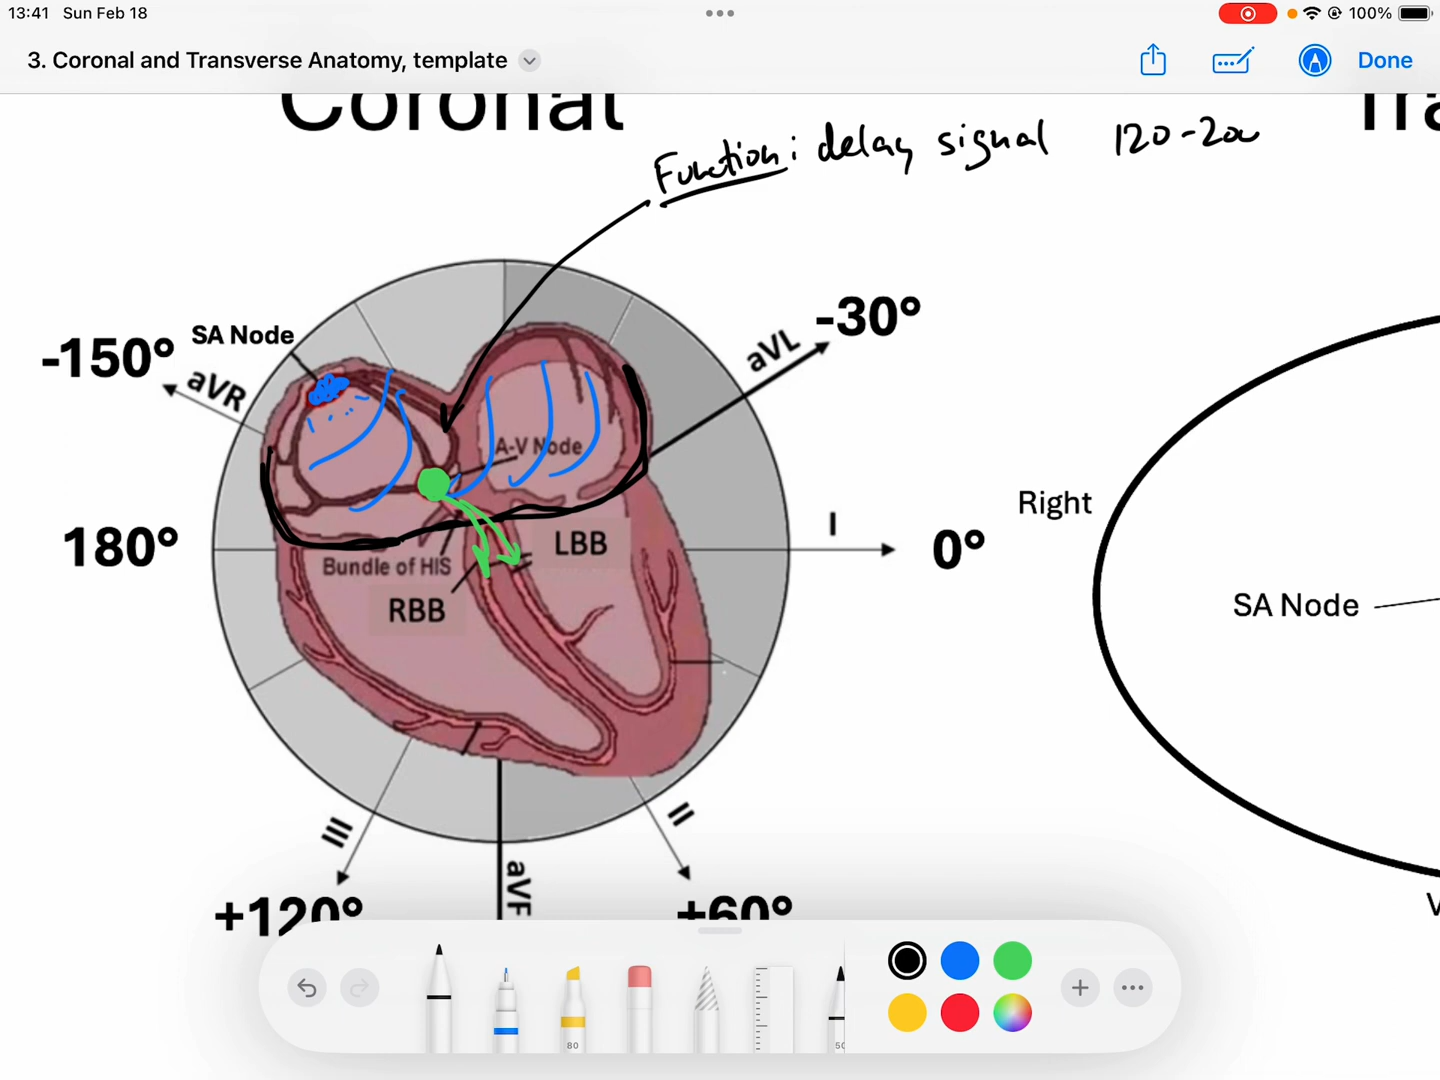 13:41 Sun Feb 18 100%
3. Coronal and Transverse Anatomy, template Done
Coronal
Function: delay signal 120-200
-30°
SA Node
-150°
aVL
aVR
A-V Node
Right
I
180°
LBB
0°
Bundle of HIS
RBB
SA Node
II
III
aVF
+120°
+60°
80
50